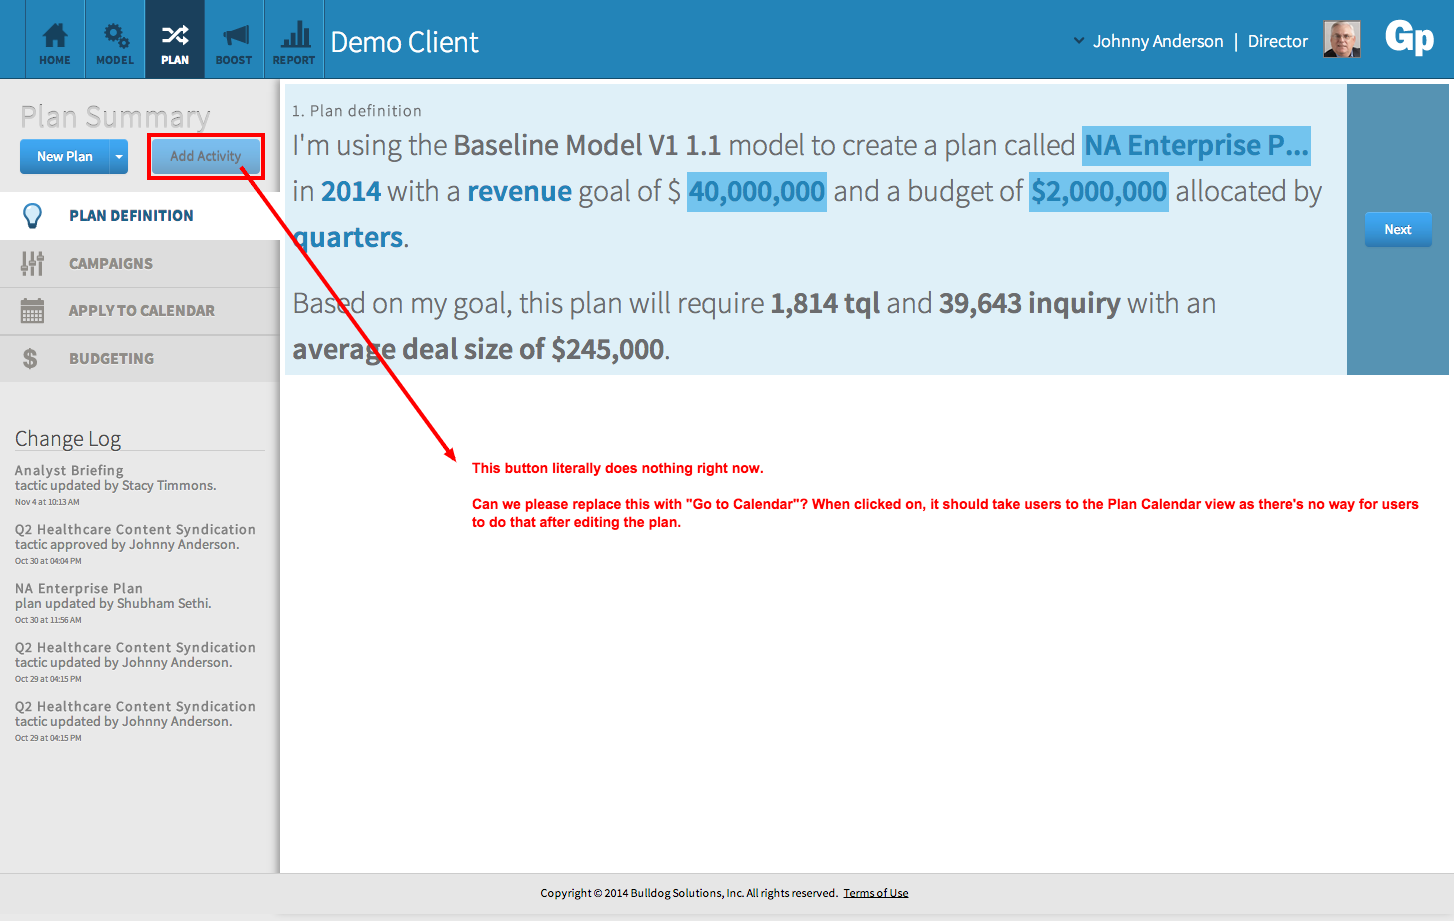 HOME
MODEL
PLAN
BOOST
REPORT
Demo Client
Johnny Anderson | Director
Gp
Plan Summary
New Plan
Add Activity
PLAN DEFINITION
CAMPAIGNS
APPLY TO CALENDAR
BUDGETING
Change Log
Analyst Briefing
tactic updated by Stacy Timmons.
Nov 4 at 10:13 AM
Q2 Healthcare Content Syndication
tactic approved by Johnny Anderson.
Oct 30 at 04:04 PM
NA Enterprise Plan
plan updated by Shubham Sethi.
Oct 30 at 11:56 AM
Q2 Healthcare Content Syndication
tactic updated by Johnny Anderson.
Oct 29 at 04:15 PM
Q2 Healthcare Content Syndication
tactic updated by Johnny Anderson.
Oct 29 at 04:15 PM
1. Plan definition
I'm using the Baseline Model V1 1.1 model to create a plan called NA Enterprise P...
in 2014 with a revenue goal of $ 40,000,000 and a budget of $2,000,000 allocated by
quarters.
Based on my goal, this plan will require 1,814 tql and 39,643 inquiry with an
average deal size of $245,000.
Next
This button literally does nothing right now.
Can we please replace this with "Go to Calendar"? When clicked on, it should take users to the Plan Calendar view as there's no way for users
to do that after editing the plan.
Copyright © 2014 Bulldog Solutions, Inc. All rights reserved. Terms of Use